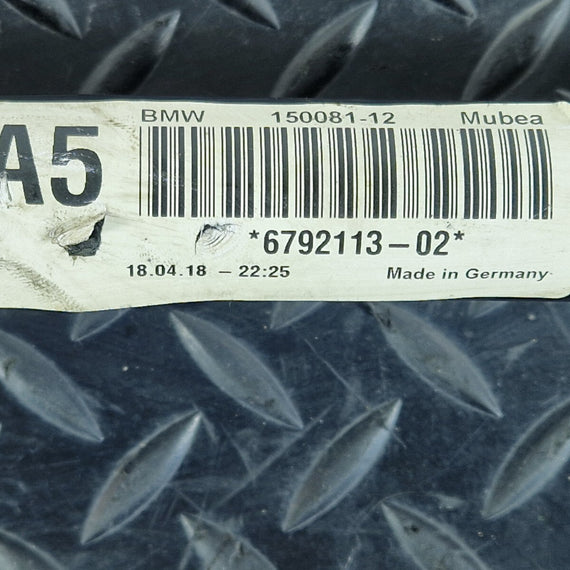 BMW 150081-12 Mubea
A5
*6792113-02*
18.04.18 - 22:25 Made in Germany